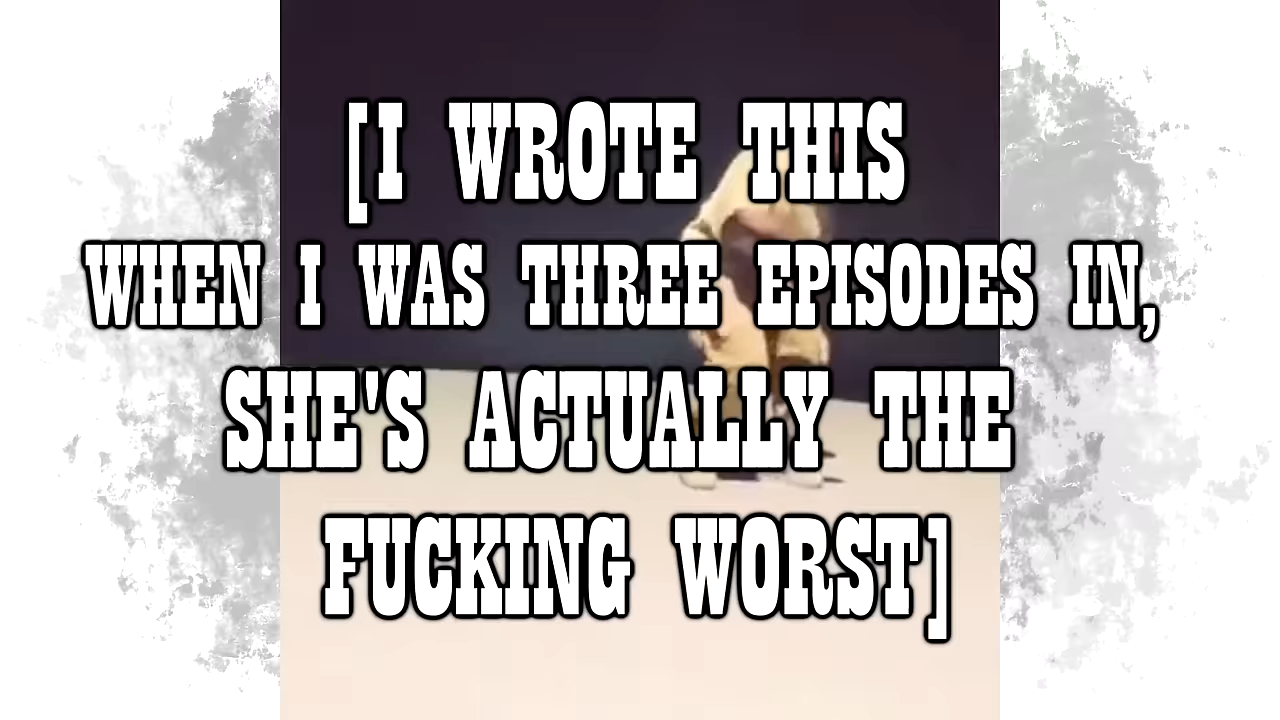 [I WROTE THIS
WHEN I WAS THREE EPISODES IN,
SHE'S ACTUALLY THE
FUCKING WORST]